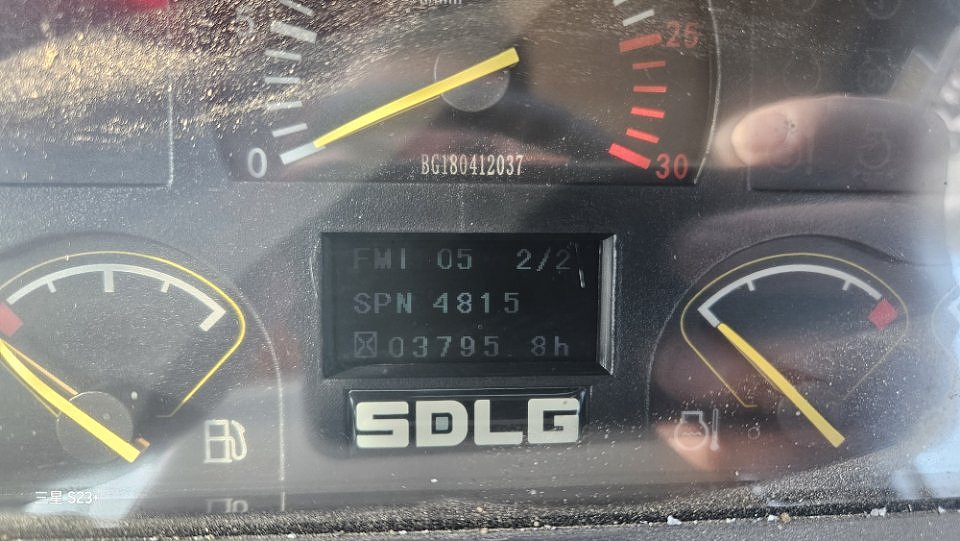 5
25
0
30
BG180412037
FMI 05 2/2
SPN 4815
03795 8h
SDLG
三星 S23+